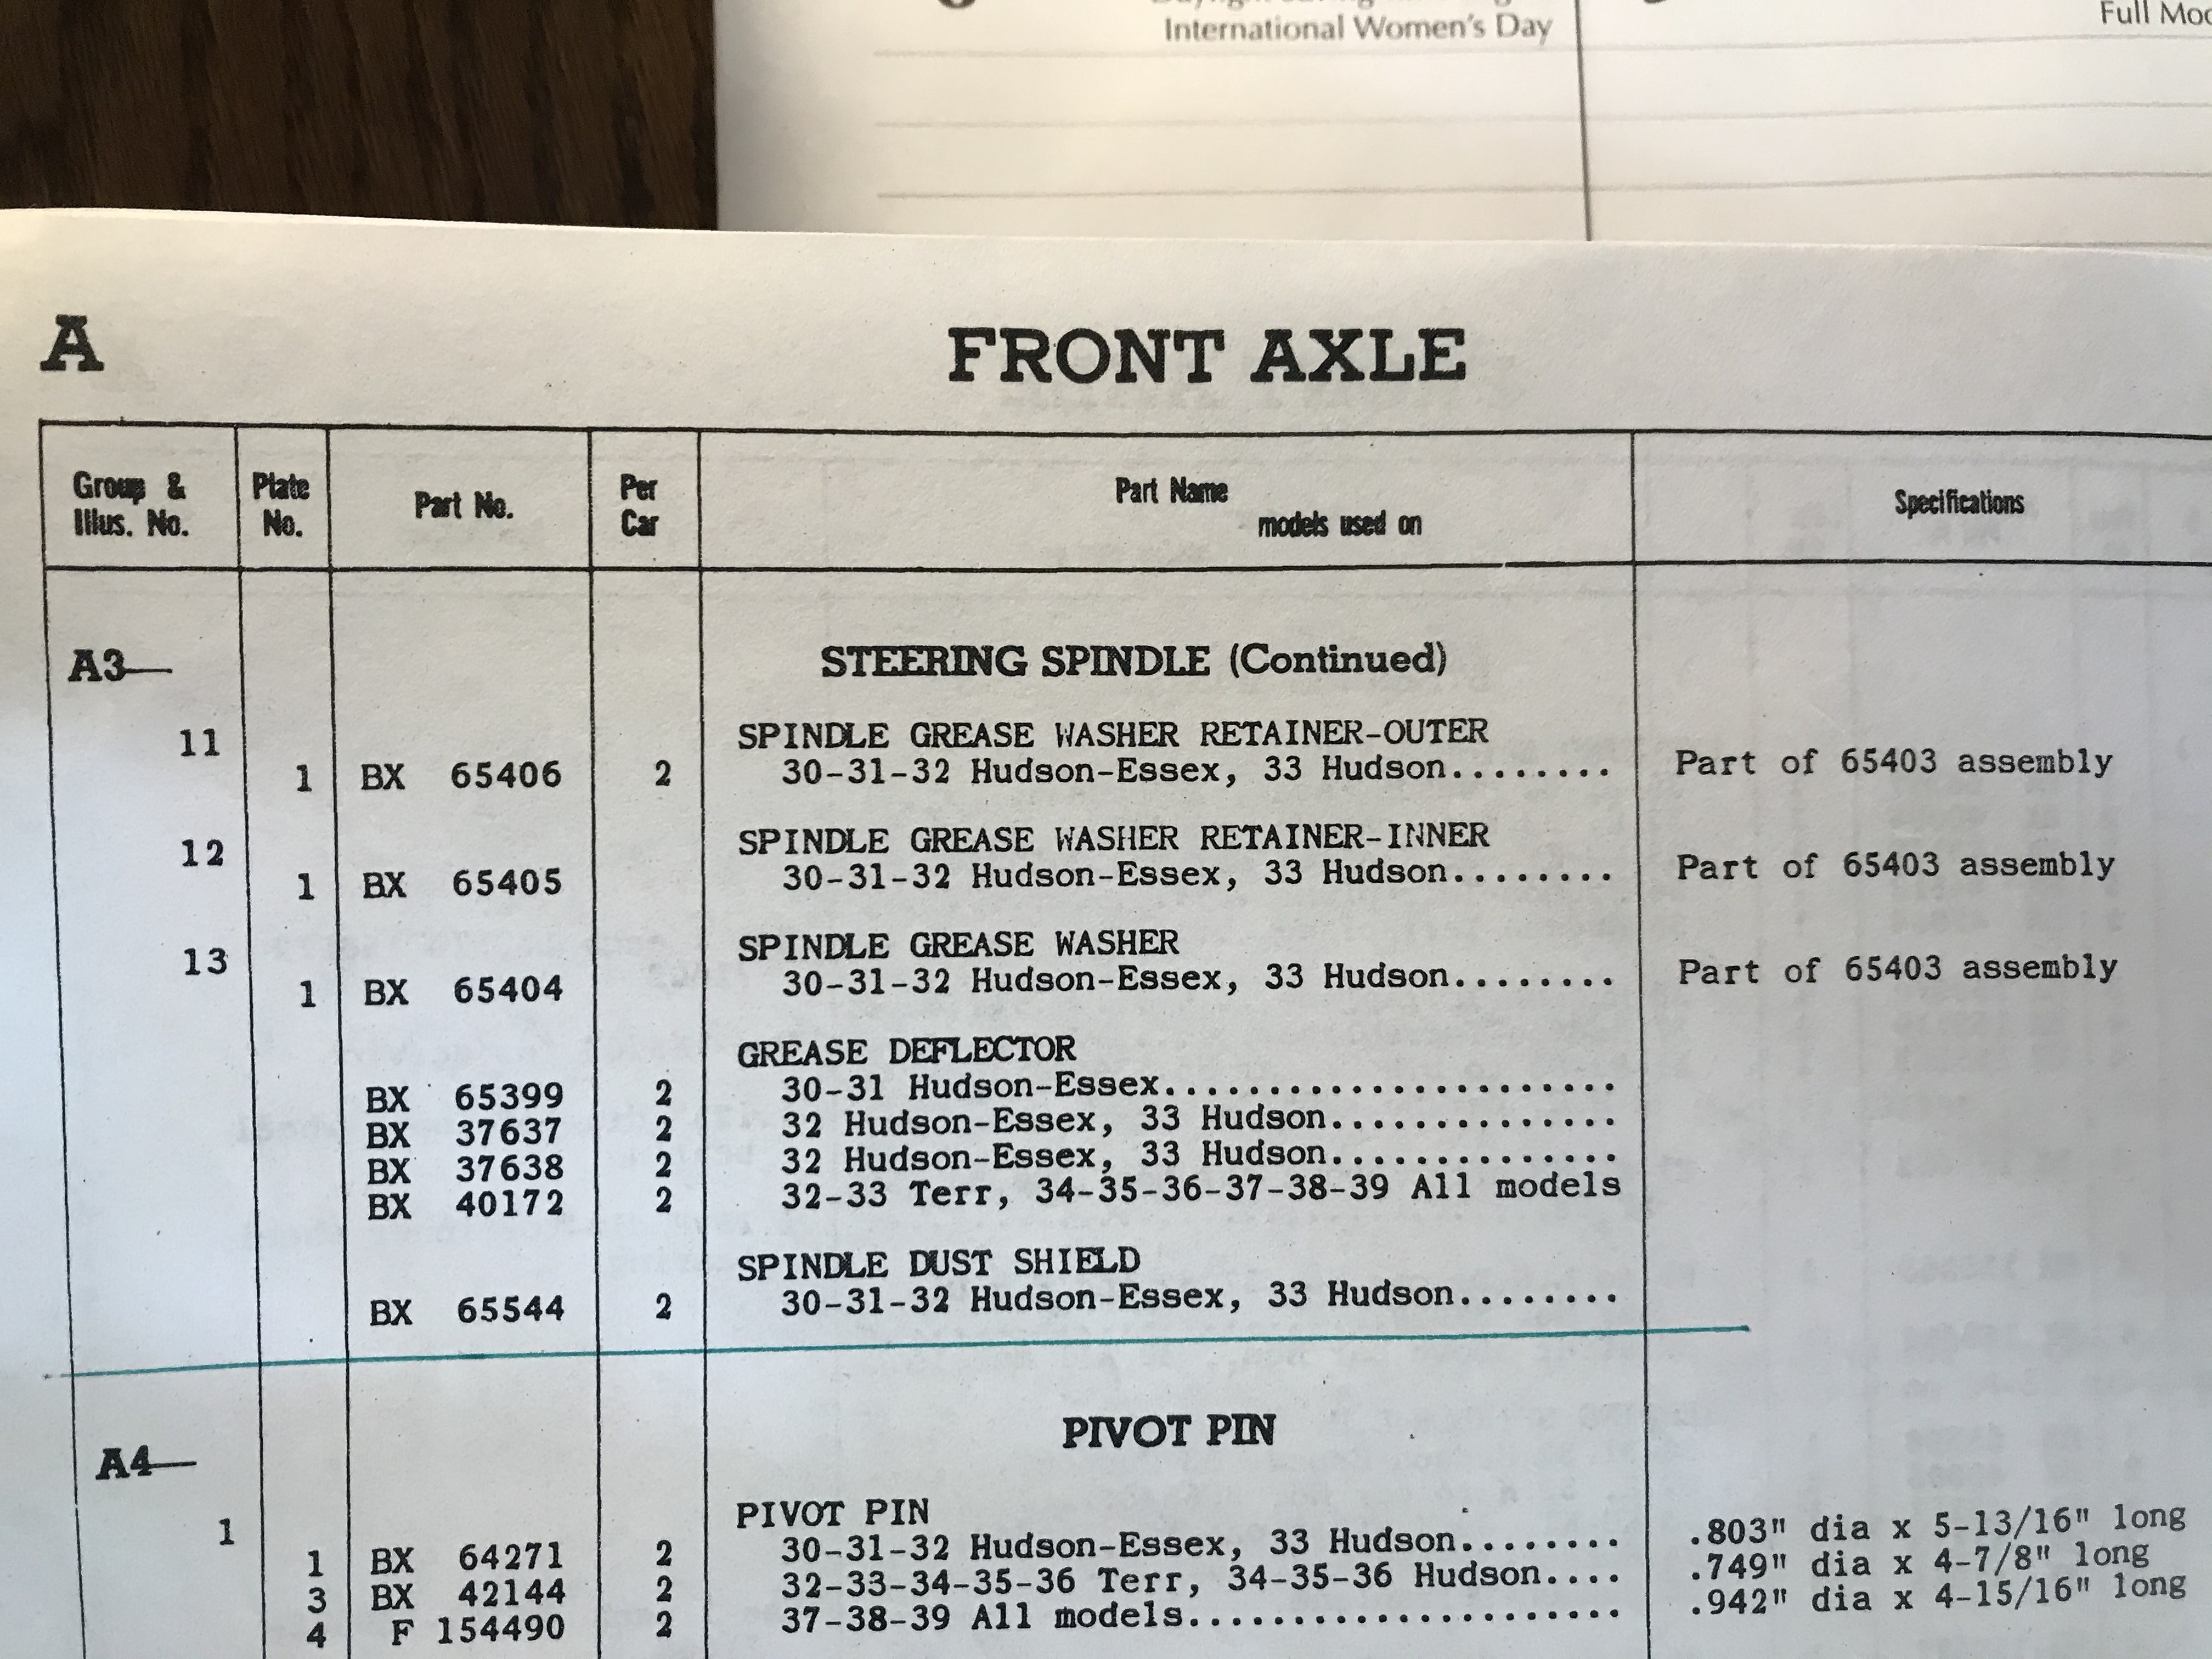 International Women's Day
Full
A
FRONT AXLE
Group & Illus. No. Plate No. Part No. Per Car Part Name models used on Specifications
A3— STEERING SPINDLE (Continued)
11 SPINDLE GREASE WASHER RETAINER-OUTER
1 BX 65406 2 30-31-32 Hudson-Essex, 33 Hudson........ Part of 65403 assembly
12 SPINDLE GREASE WASHER RETAINER-INNER
1 BX 65405 30-31-32 Hudson-Essex, 33 Hudson........ Part of 65403 assembly
13 SPINDLE GREASE WASHER
1 BX 65404 30-31-32 Hudson-Essex, 33 Hudson........ Part of 65403 assembly
GREASE DEFLECTOR
BX 65399 2 30-31 Hudson-Essex......................
BX 37637 2 32 Hudson-Essex, 33 Hudson..............
BX 37638 2 32 Hudson-Essex, 33 Hudson..............
BX 40172 2 32-33 Terr, 34-35-36-37-38-39 All models
SPINDLE DUST SHIELD
BX 65544 2 30-31-32 Hudson-Essex, 33 Hudson........
A4— PIVOT PIN
1 PIVOT PIN
1 BX 64271 2 30-31-32 Hudson-Essex, 33 Hudson........ .803" dia x 5-13/16" long
3 BX 42144 2 32-33-34-35-36 Terr, 34-35-36 Hudson.... .749" dia x 4-7/8" long
4 F 154490 2 37-38-39 All models..................... .942" dia x 4-15/16" long